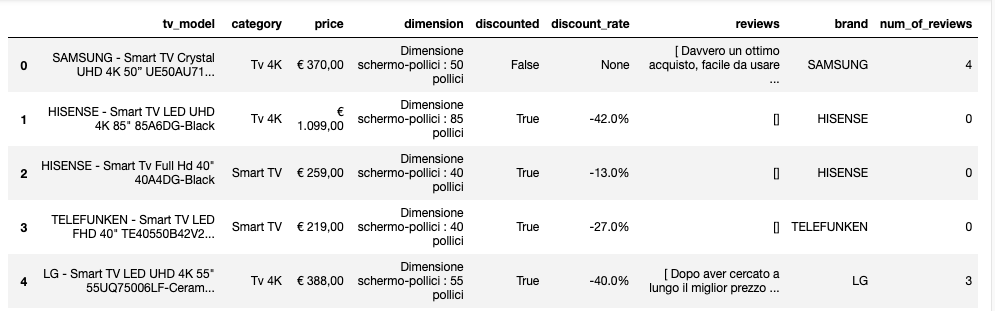 tv_model category price dimension discounted discount_rate reviews brand num_of_reviews
0 SAMSUNG - Smart TV Crystal UHD 4K 50” UE50AU71... Tv 4K € 370,00 Dimensione schermo-pollici : 50 pollici False None [ Davvero un ottimo acquisto, facile da usare ... SAMSUNG 4
1 HISENSE - Smart TV LED UHD 4K 85" 85A6DG-Black Tv 4K € 1.099,00 Dimensione schermo-pollici : 85 pollici True -42.0% [] HISENSE 0
2 HISENSE - Smart Tv Full Hd 40" 40A4DG-Black Smart TV € 259,00 Dimensione schermo-pollici : 40 pollici True -13.0% [] HISENSE 0
3 TELEFUNKEN - Smart TV LED FHD 40" TE40550B42V2... Smart TV € 219,00 Dimensione schermo-pollici : 40 pollici True -27.0% [] TELEFUNKEN 0
4 LG - Smart TV LED UHD 4K 55" 55UQ75006LF-Ceram... Tv 4K € 388,00 Dimensione schermo-pollici : 55 pollici True -40.0% [ Dopo aver cercato a lungo il miglior prezzo ... LG 3